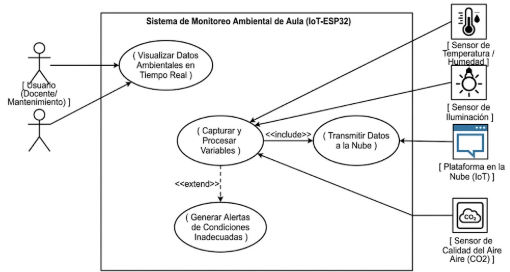 Sistema de Monitoreo Ambiental de Aula (IoT-ESP32)
( Visualizar Datos
Ambientales en
Tiempo Real )
[ Usuario
(Docente/
Mantenimiento) ]
[ Sensor de
Temperatura /
Humedad ]
[ Sensor de
Iluminación ]
( Capturar y
Procesar
Variables )
<<include>>
( Transmitir Datos
a la Nube )
[ Plataforma en la
Nube (IoT) ]
<<extend>>
( Generar Alertas
de Condiciones
Inadecuadas )
CO₂
[ Sensor de
Calidad del Aire
Aire (CO2) ]